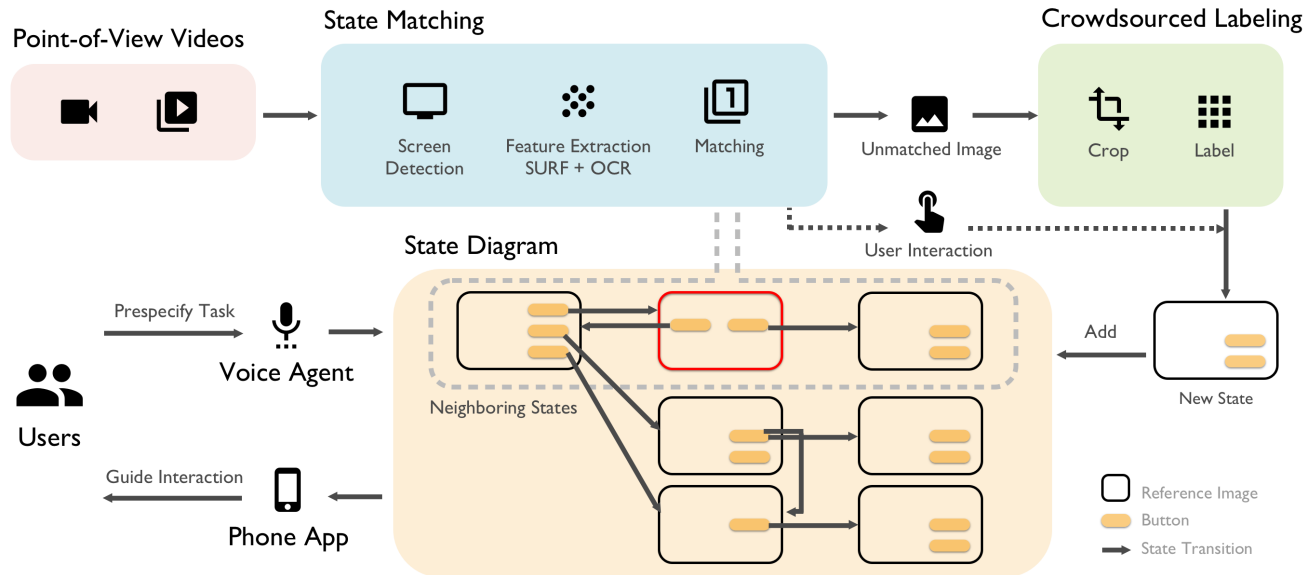 Point-of-View Videos
State Matching
Screen
Detection
Feature Extraction
SURF + OCR
1
Matching
Unmatched Image
Crowdsourced Labeling
Crop
Label
User Interaction
State Diagram
Neighboring States
Add
New State
Users
Prespecify Task
Voice Agent
Guide Interaction
Phone App
Reference Image
Button
State Transition